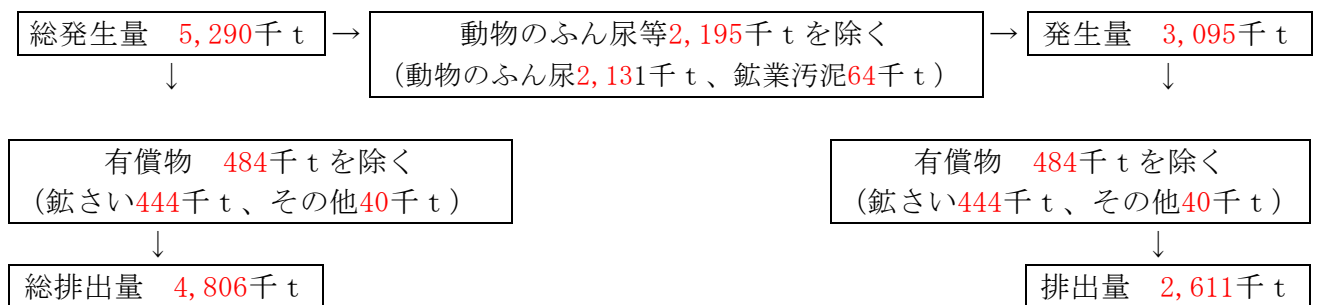 総発生量　5,290千ｔ → 動物のふん尿等2,195千ｔを除く → 発生量　3,095千ｔ
↓ （動物のふん尿2,131千ｔ、鉱業汚泥64千ｔ） ↓
有償物　484千ｔを除く 有償物　484千ｔを除く
（鉱さい444千ｔ、その他40千ｔ） （鉱さい444千ｔ、その他40千ｔ）
↓ ↓
総排出量　4,806千ｔ 排出量　2,611千ｔ